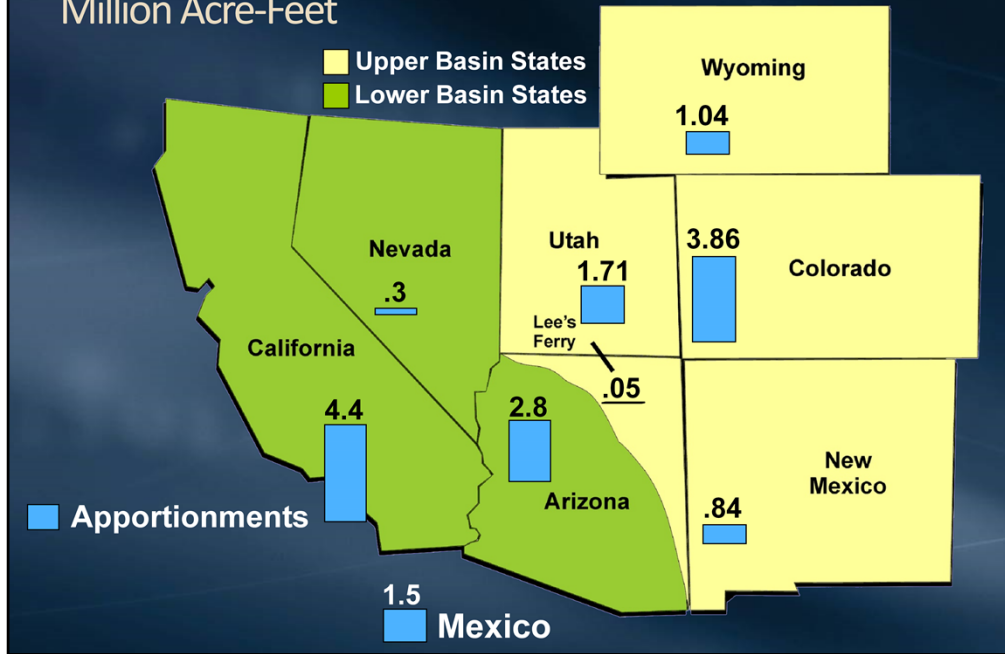 Million Acre-Feet
Upper Basin States
Lower Basin States
Wyoming
1.04
Nevada
.3
Utah
1.71
3.86
Colorado
Lee's
Ferry
.05
California
4.4
2.8
Arizona
New
Mexico
.84
Apportionments
1.5
Mexico